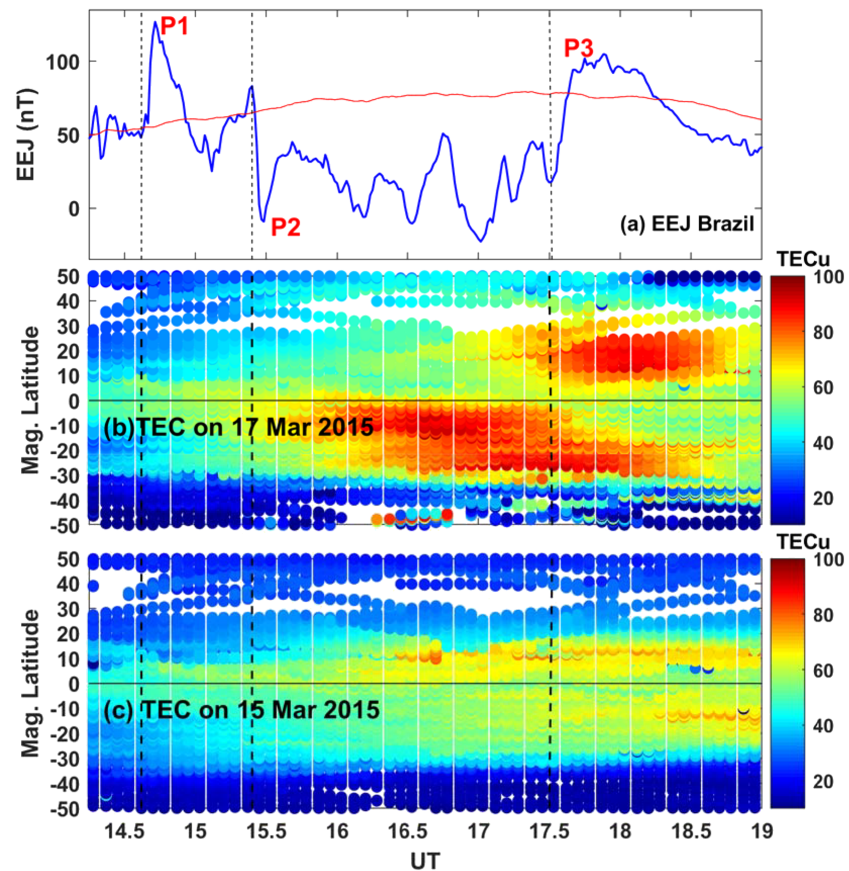 P1
P3
100
50
0
EEJ (nT)
P2
(a) EEJ Brazil
TECu
50
40
30
20
10
0
-10
-20
-30
-40
-50
Mag. Latitude
(b)TEC on 17 Mar 2015
100
80
60
40
20
TECu
50
40
30
20
10
0
-10
-20
-30
-40
-50
Mag. Latitude
(c) TEC on 15 Mar 2015
100
80
60
40
20
14.5 15 15.5 16 16.5 17 17.5 18 18.5 19
UT